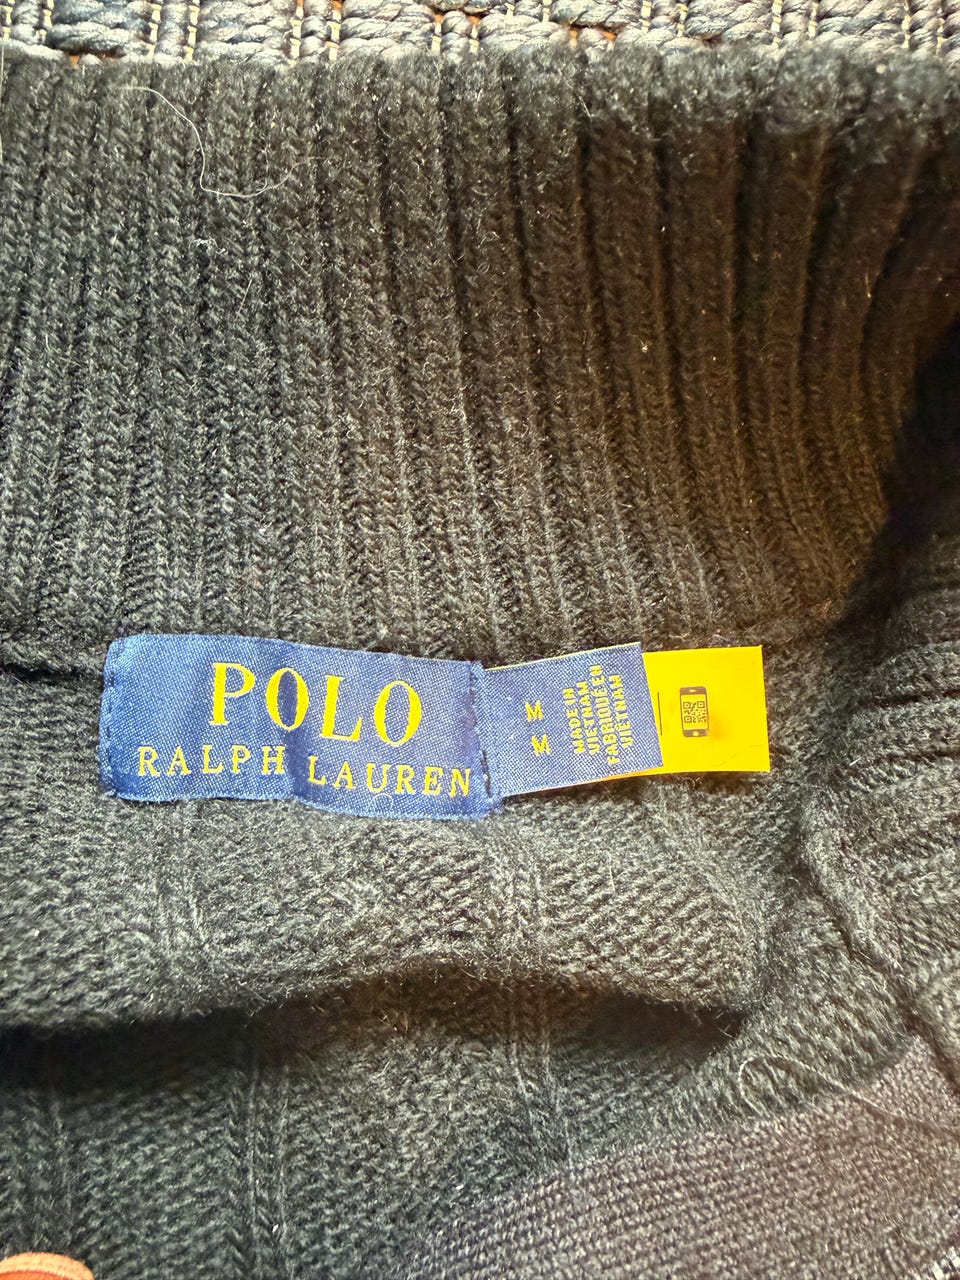 POLO
RALPH LAUREN
M
M
MADE IN
VIETNAM
FABRIQUÉ EN
VIETNAM